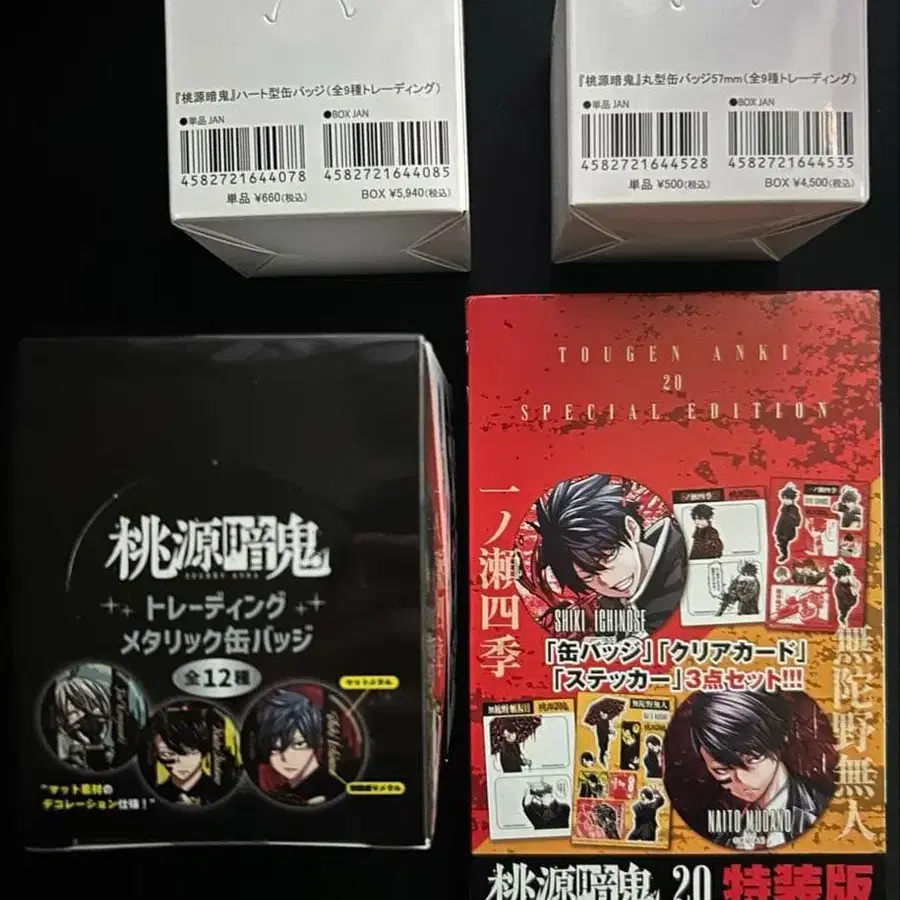 『桃源暗鬼』ハート型缶バッジ(全9種トレーディング)
●単品 JAN
●BOX JAN
4582721644078
4582721644085
単品 ¥660(税込)
BOX ¥5,940(税込)
『桃源暗鬼』丸型缶バッジ57mm(全9種トレーディング)
●単品 JAN
●BOX JAN
4582721644528
4582721644535
単品 ¥500(税込)
BOX ¥4,500(税込)
桃源暗鬼
TOUGEN ANKI
トレーディング
メタリック缶バッジ
全12種
マットメタル
"マット素材の
デコレーション仕様!"
TOUGEN ANKI
20
SPECIAL EDITION
一ノ瀬四季
SHIKI ICHINOSE
「缶バッジ」「クリアカード」
「ステッカー」3点セット!!!
無陀野無人
NAITO MUDANO
桃源暗鬼 20 特装版